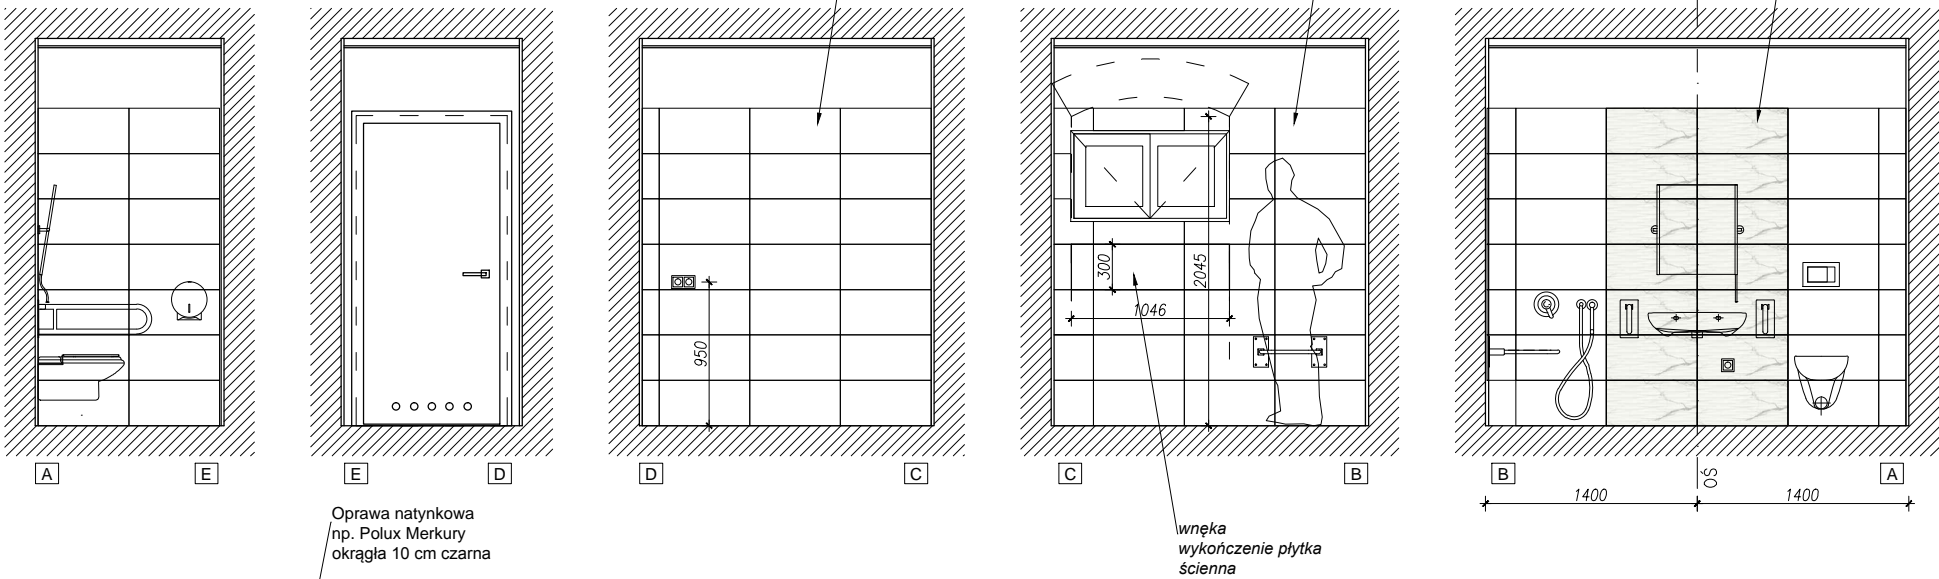 300
2045
1046
950
A
E
E
D
D
C
C
B
B
OŚ
A
1400
1400
Oprawa natynkowa
np. Polux Merkury
okrągła 10 cm czarna
wnęka
wykończenie płytka
ścienna